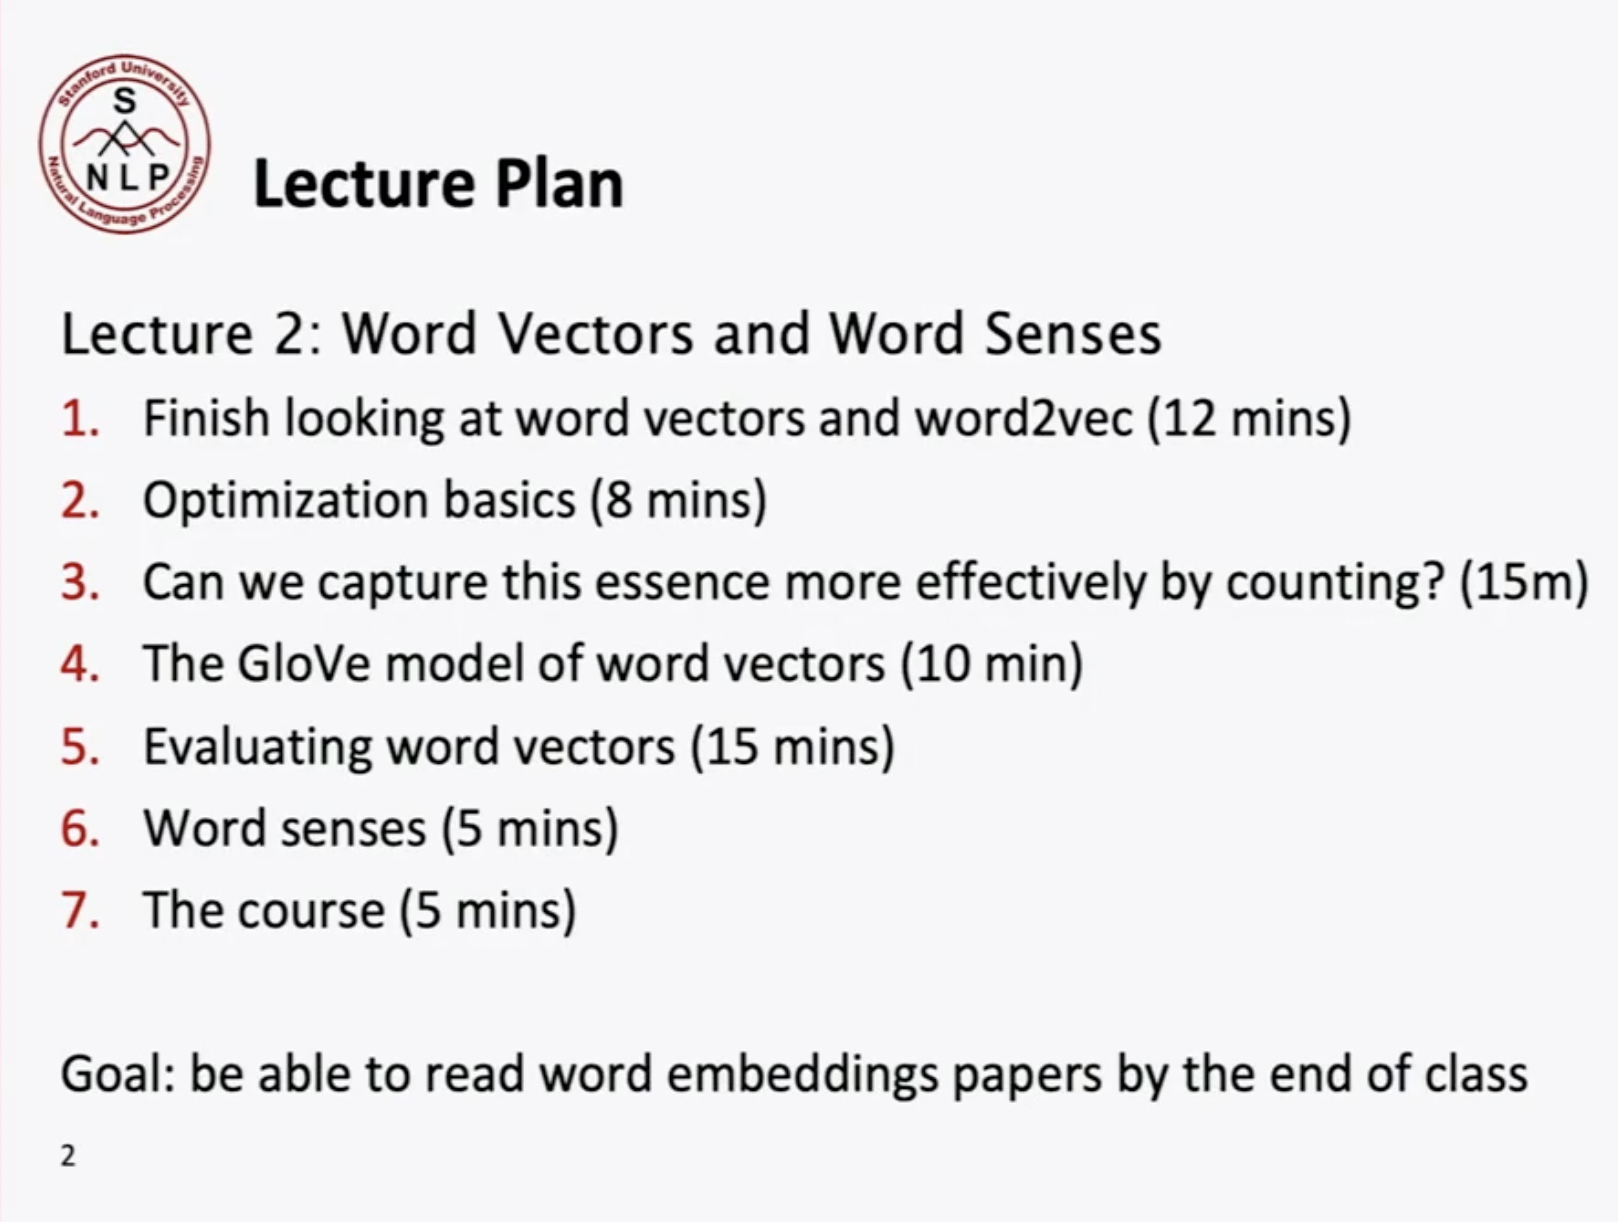 Stanford University
S
NLP
Natural Language Processing
Lecture Plan
Lecture 2: Word Vectors and Word Senses
1. Finish looking at word vectors and word2vec (12 mins)
2. Optimization basics (8 mins)
3. Can we capture this essence more effectively by counting? (15m)
4. The GloVe model of word vectors (10 min)
5. Evaluating word vectors (15 mins)
6. Word senses (5 mins)
7. The course (5 mins)
Goal: be able to read word embeddings papers by the end of class
2